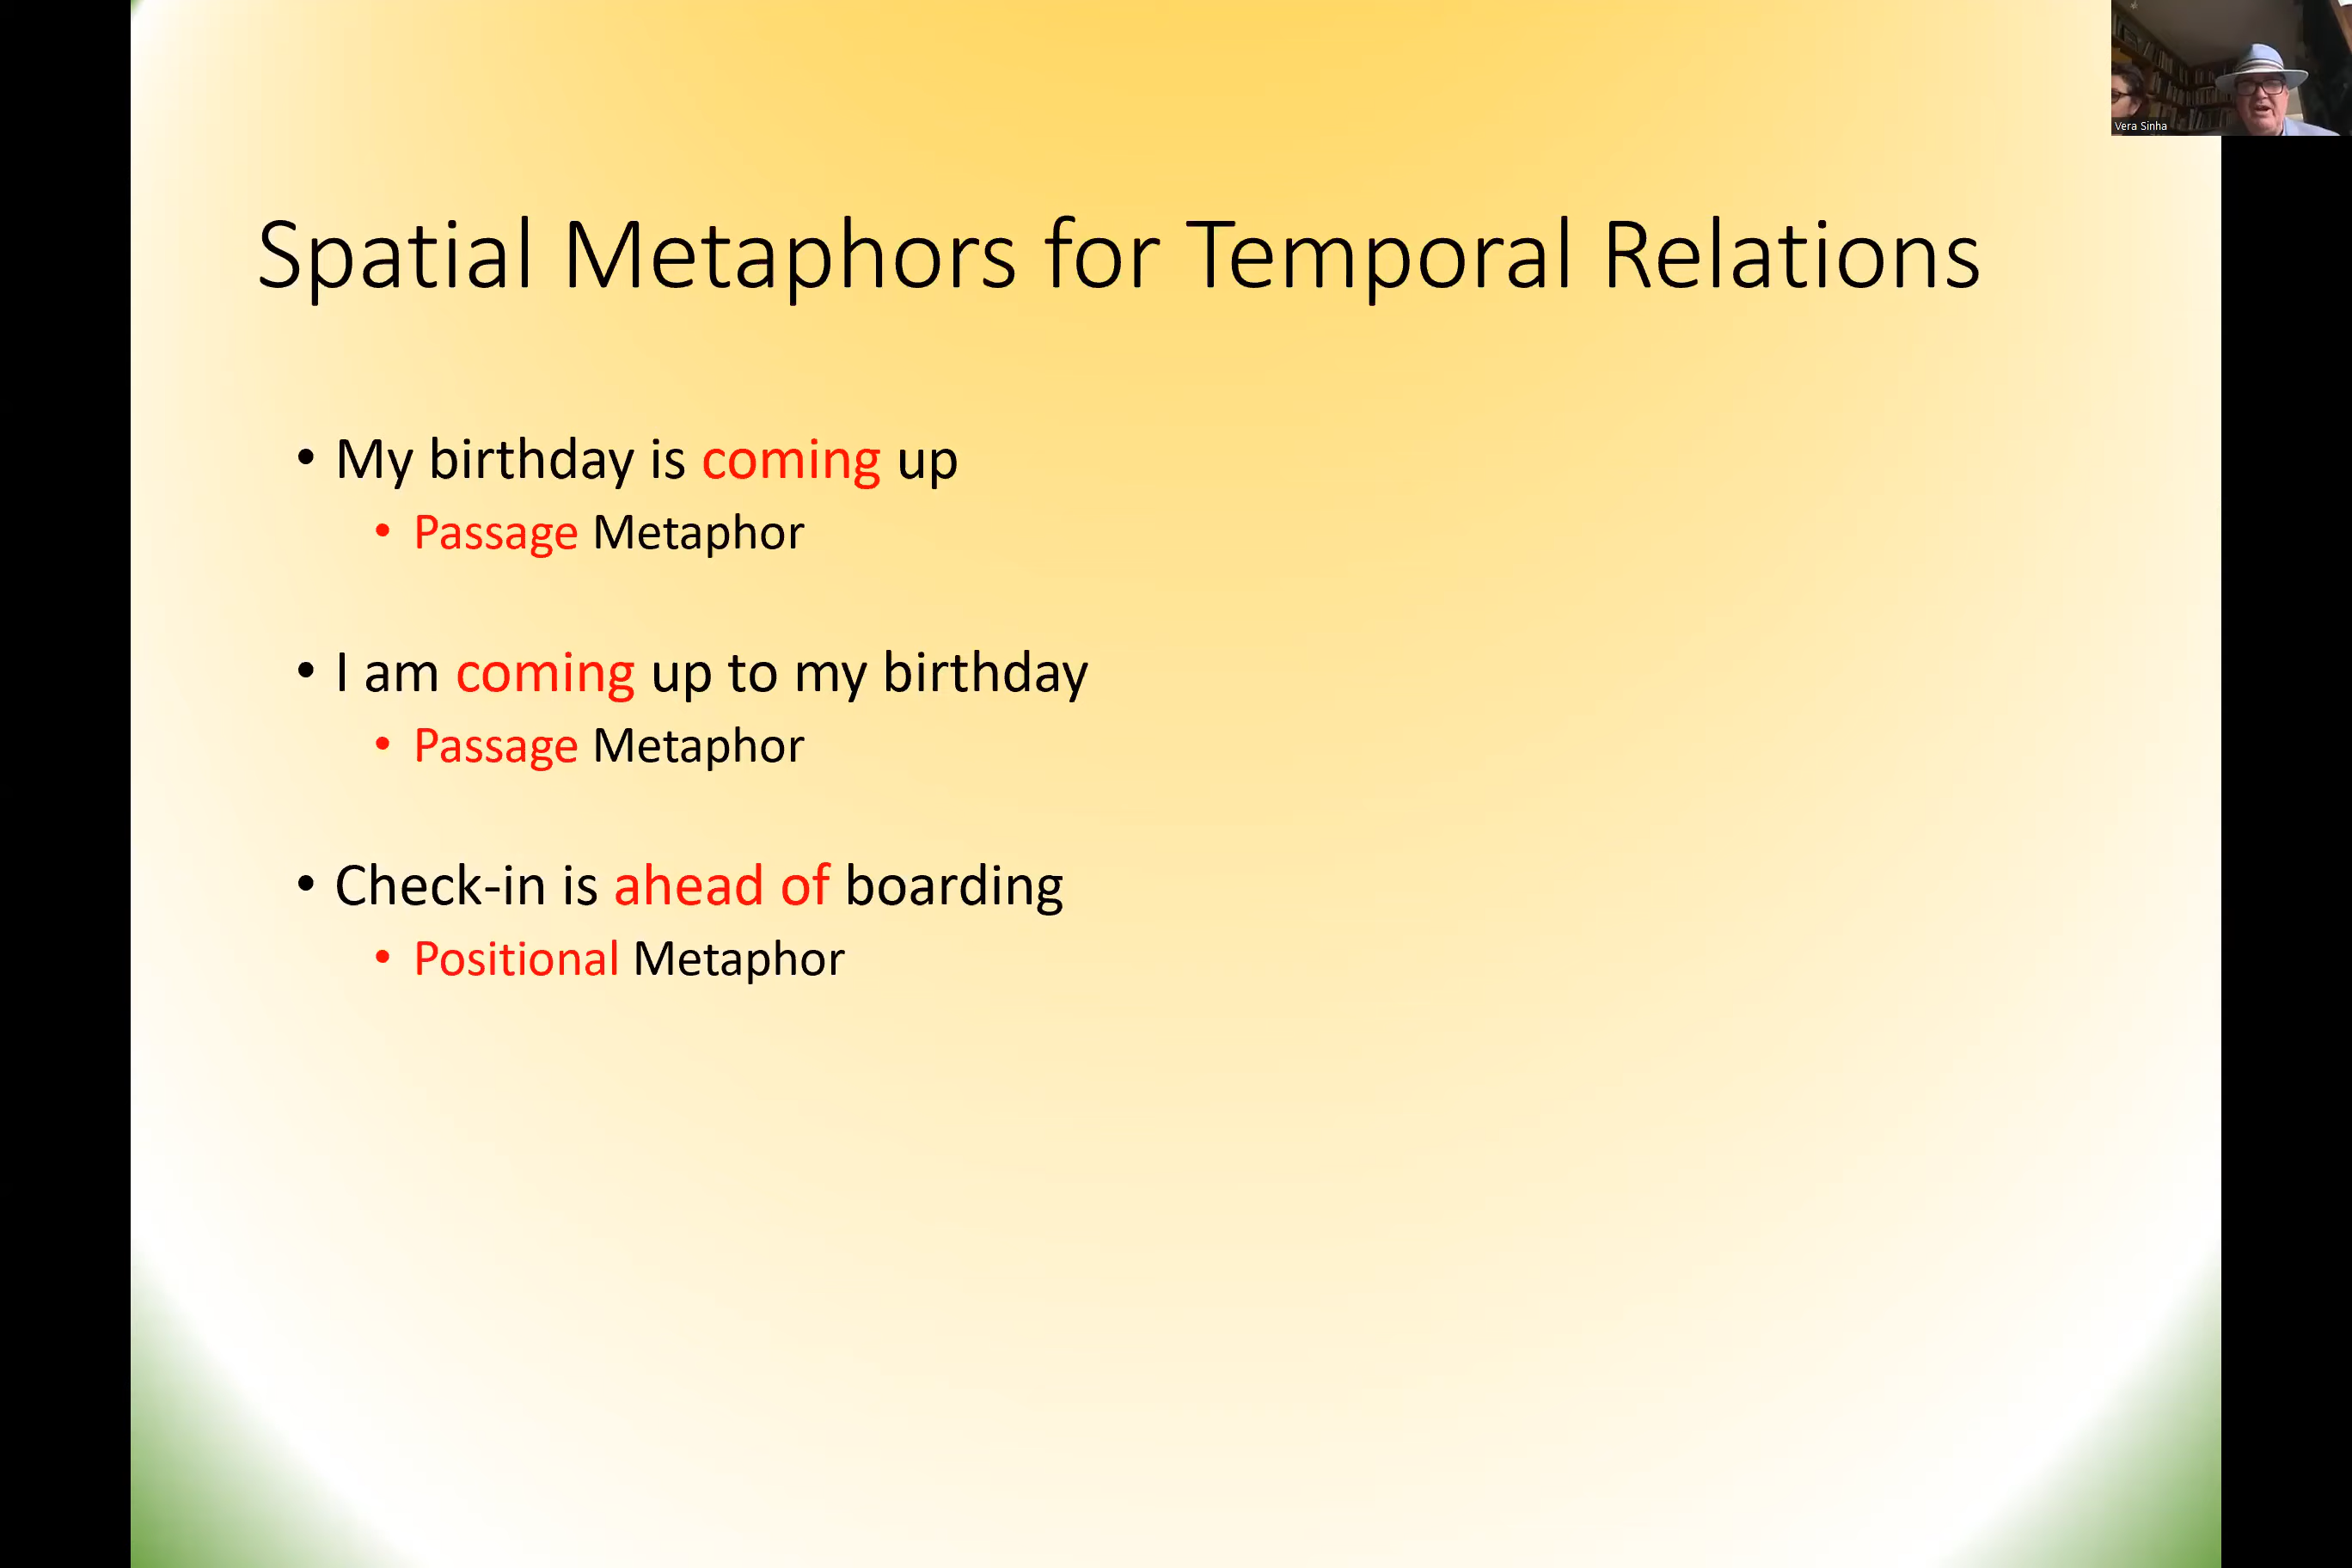 Spatial Metaphors for Temporal Relations
• My birthday is coming up
• Passage Metaphor
• I am coming up to my birthday
• Passage Metaphor
• Check-in is ahead of boarding
• Positional Metaphor
Vera Sinha